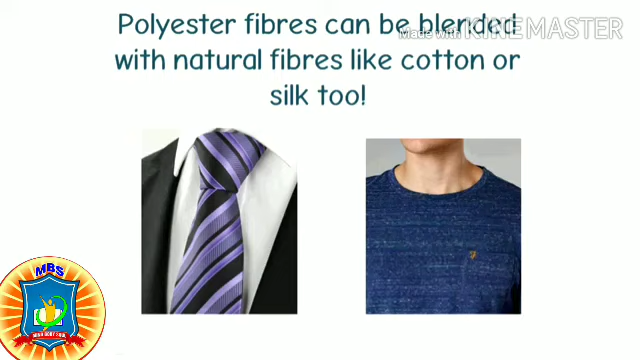 Polyester fibres can be blended
Made with KINEMASTER
with natural fibres like cotton or
silk too!
MBS